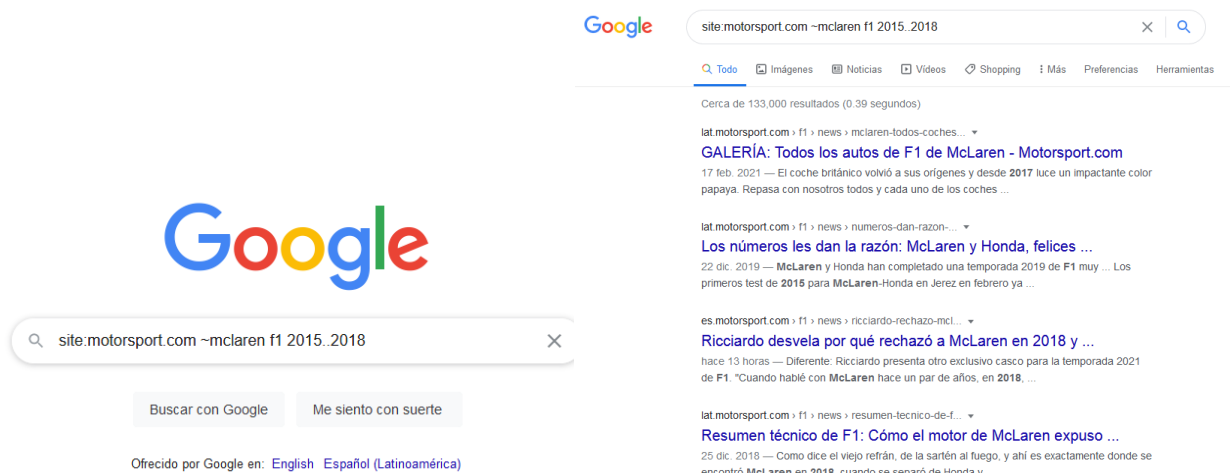 Google
site:motorsport.com ~mclaren f1 2015..2018
Buscar con Google
Me siento con suerte
Ofrecido por Google en: English Español (Latinoamérica)
Google
site:motorsport.com ~mclaren f1 2015..2018
Todo Imágenes Noticias Vídeos Shopping Más Preferencias Herramientas
Cerca de 133,000 resultados (0.39 segundos)
lat.motorsport.com › f1 › news › mclaren-todos-coches...
GALERÍA: Todos los autos de F1 de McLaren - Motorsport.com
17 feb. 2021 — El coche británico volvió a sus orígenes y desde 2017 luce un impactante color
papaya. Repasa con nosotros todos y cada uno de los coches ...
lat.motorsport.com › f1 › news › numeros-dan-razon-...
Los números les dan la razón: McLaren y Honda, felices ...
22 dic. 2019 — McLaren y Honda han completado una temporada 2019 de F1 muy ... Los
primeros test de 2015 para McLaren-Honda en Jerez en febrero ya ...
es.motorsport.com › f1 › news › ricciardo-rechazo-mcl...
Ricciardo desvela por qué rechazó a McLaren en 2018 y ...
hace 13 horas — Diferente: Ricciardo presenta otro exclusivo casco para la temporada 2021
de F1. "Cuando hablé con McLaren hace un par de años, en 2018, ...
lat.motorsport.com › f1 › news › resumen-tecnico-de-f...
Resumen técnico de F1: Cómo el motor de McLaren expuso ...
25 dic. 2018 — Como dice el viejo refrán, de la sartén al fuego, y ahí es exactamente donde se
encontró McLaren en 2018, cuando se separó de Honda y